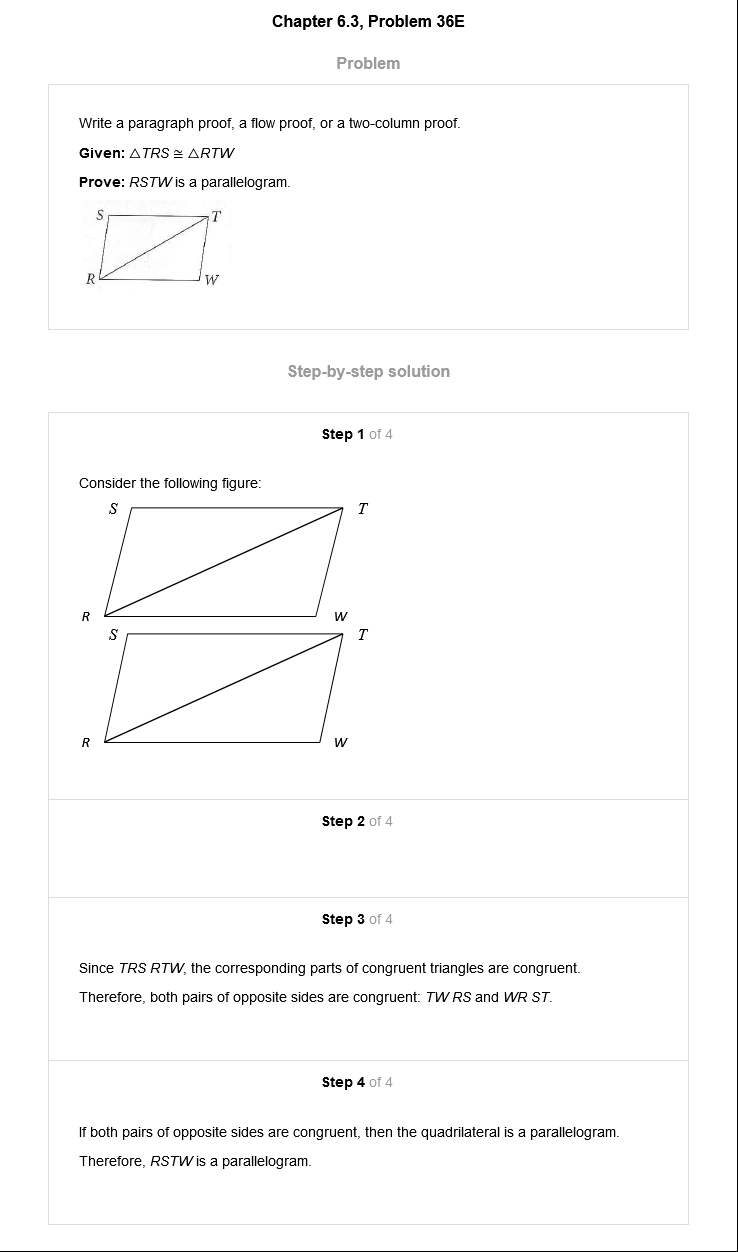 Chapter 6.3, Problem 36E
Problem
Write a paragraph proof, a flow proof, or a two-column proof.
Given: △TRS ≅ △RTW
Prove: RSTW is a parallelogram.
S T
R W
Step-by-step solution
Step 1 of 4
Consider the following figure:
S T
R W
S T
R W
Step 2 of 4
Step 3 of 4
Since TRS RTW, the corresponding parts of congruent triangles are congruent.
Therefore, both pairs of opposite sides are congruent: TW RS and WR ST.
Step 4 of 4
If both pairs of opposite sides are congruent, then the quadrilateral is a parallelogram.
Therefore, RSTW is a parallelogram.